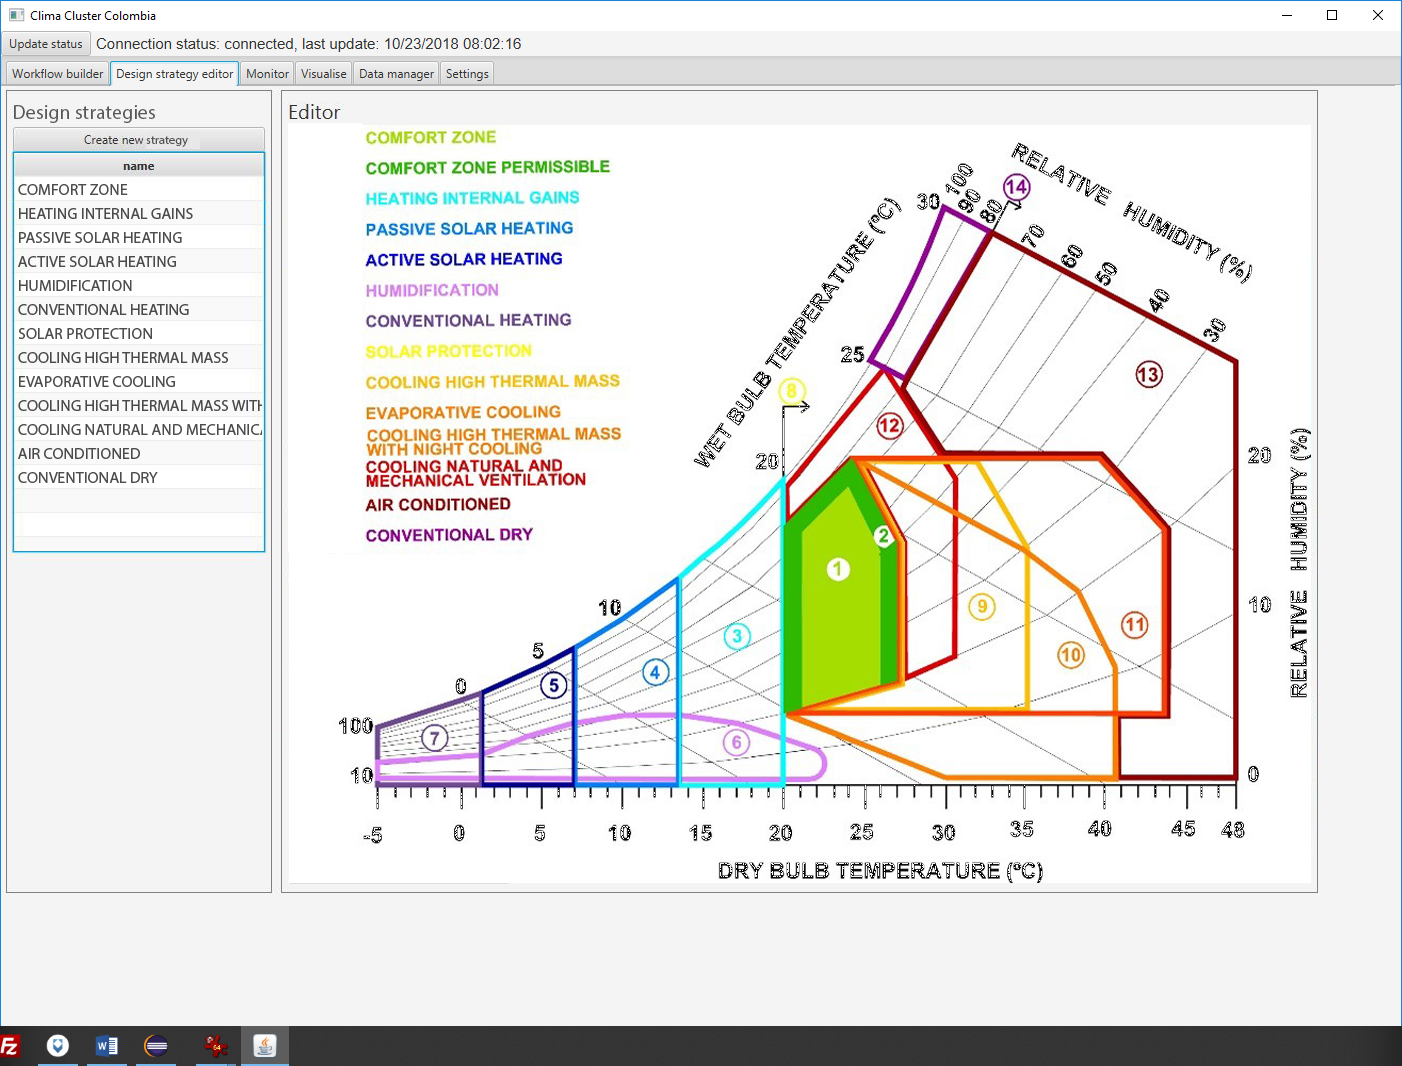 Clima Cluster Colombia
Update status Connection status: connected, last update: 10/23/2018 08:02:16
Workflow builder Design strategy editor Monitor Visualise Data manager Settings
Design strategies
Create new strategy
name
COMFORT ZONE
HEATING INTERNAL GAINS
PASSIVE SOLAR HEATING
ACTIVE SOLAR HEATING
HUMIDIFICATION
CONVENTIONAL HEATING
SOLAR PROTECTION
COOLING HIGH THERMAL MASS
EVAPORATIVE COOLING
COOLING HIGH THERMAL MASS WITH
COOLING NATURAL AND MECHANICA
AIR CONDITIONED
CONVENTIONAL DRY
Editor
COMFORT ZONE
COMFORT ZONE PERMISSIBLE
HEATING INTERNAL GAINS
PASSIVE SOLAR HEATING
ACTIVE SOLAR HEATING
HUMIDIFICATION
CONVENTIONAL HEATING
SOLAR PROTECTION
COOLING HIGH THERMAL MASS
EVAPORATIVE COOLING
COOLING HIGH THERMAL MASS
WITH NIGHT COOLING
COOLING NATURAL AND
MECHANICAL VENTILATION
AIR CONDITIONED
CONVENTIONAL DRY
WET BULB TEMPERATURE (ºC)
RELATIVE HUMIDITY (%)
100
90
80
70
60
50
40
30
30
25
20
10
5
0
100
10
14
13
8
12
2
1
9
3
11
10
4
5
7
6
20
10
0
RELATIVE HUMIDITY (%)
-5 0 5 10 15 20 25 30 35 40 45 48
DRY BULB TEMPERATURE (ºC)
FZ
W
64